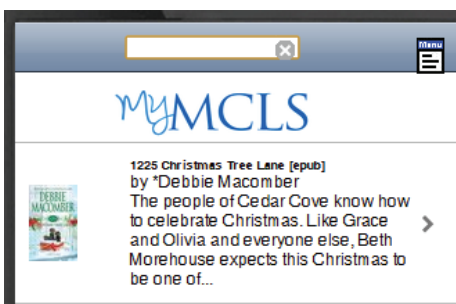 Menu
myMCLS
1225 Christmas Tree Lane [epub]
by *Debbie Macomber
The people of Cedar Cove know how
to celebrate Christmas. Like Grace
and Olivia and everyone else, Beth
Morehouse expects this Christmas to
be one of...
DEBBIE
MACOMBER